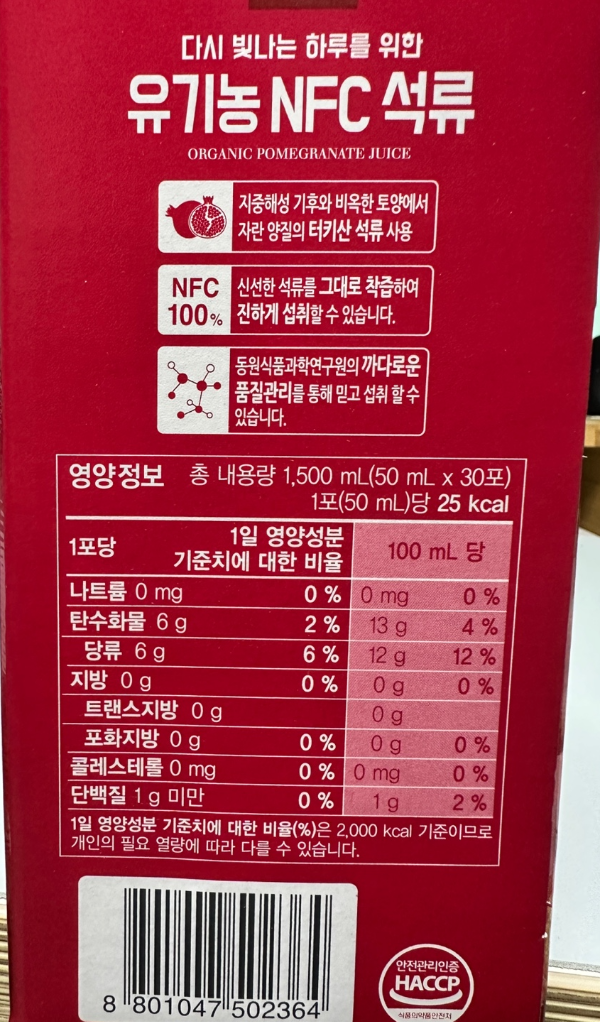 다시 빛나는 하루를 위한
유기농 NFC 석류
ORGANIC POMEGRANATE JUICE
지중해성 기후와 비옥한 토양에서
자란 양질의 터키산 석류 사용
NFC
100%
신선한 석류를 그대로 착즙하여
진하게 섭취할 수 있습니다.
동원식품과학연구원의 까다로운
품질관리를 통해 믿고 섭취 할 수
있습니다.
영양정보 총 내용량 1,500 mL(50 mL x 30포)
1포(50 mL)당 25 kcal
1포당 1일 영양성분 기준치에 대한 비율 100 mL 당
나트륨 0 mg 0 % 0 mg 0 %
탄수화물 6 g 2 % 13 g 4 %
당류 6 g 6 % 12 g 12 %
지방 0 g 0 % 0 g 0 %
트랜스지방 0 g 0 g
포화지방 0 g 0 % 0 g 0 %
콜레스테롤 0 mg 0 % 0 mg 0 %
단백질 1 g 미만 0 % 1 g 2 %
1일 영양성분 기준치에 대한 비율(%)은 2,000 kcal 기준이므로
개인의 필요 열량에 따라 다를 수 있습니다.
8 801047 502364
안전관리인증
HACCP
식품의약품안전처